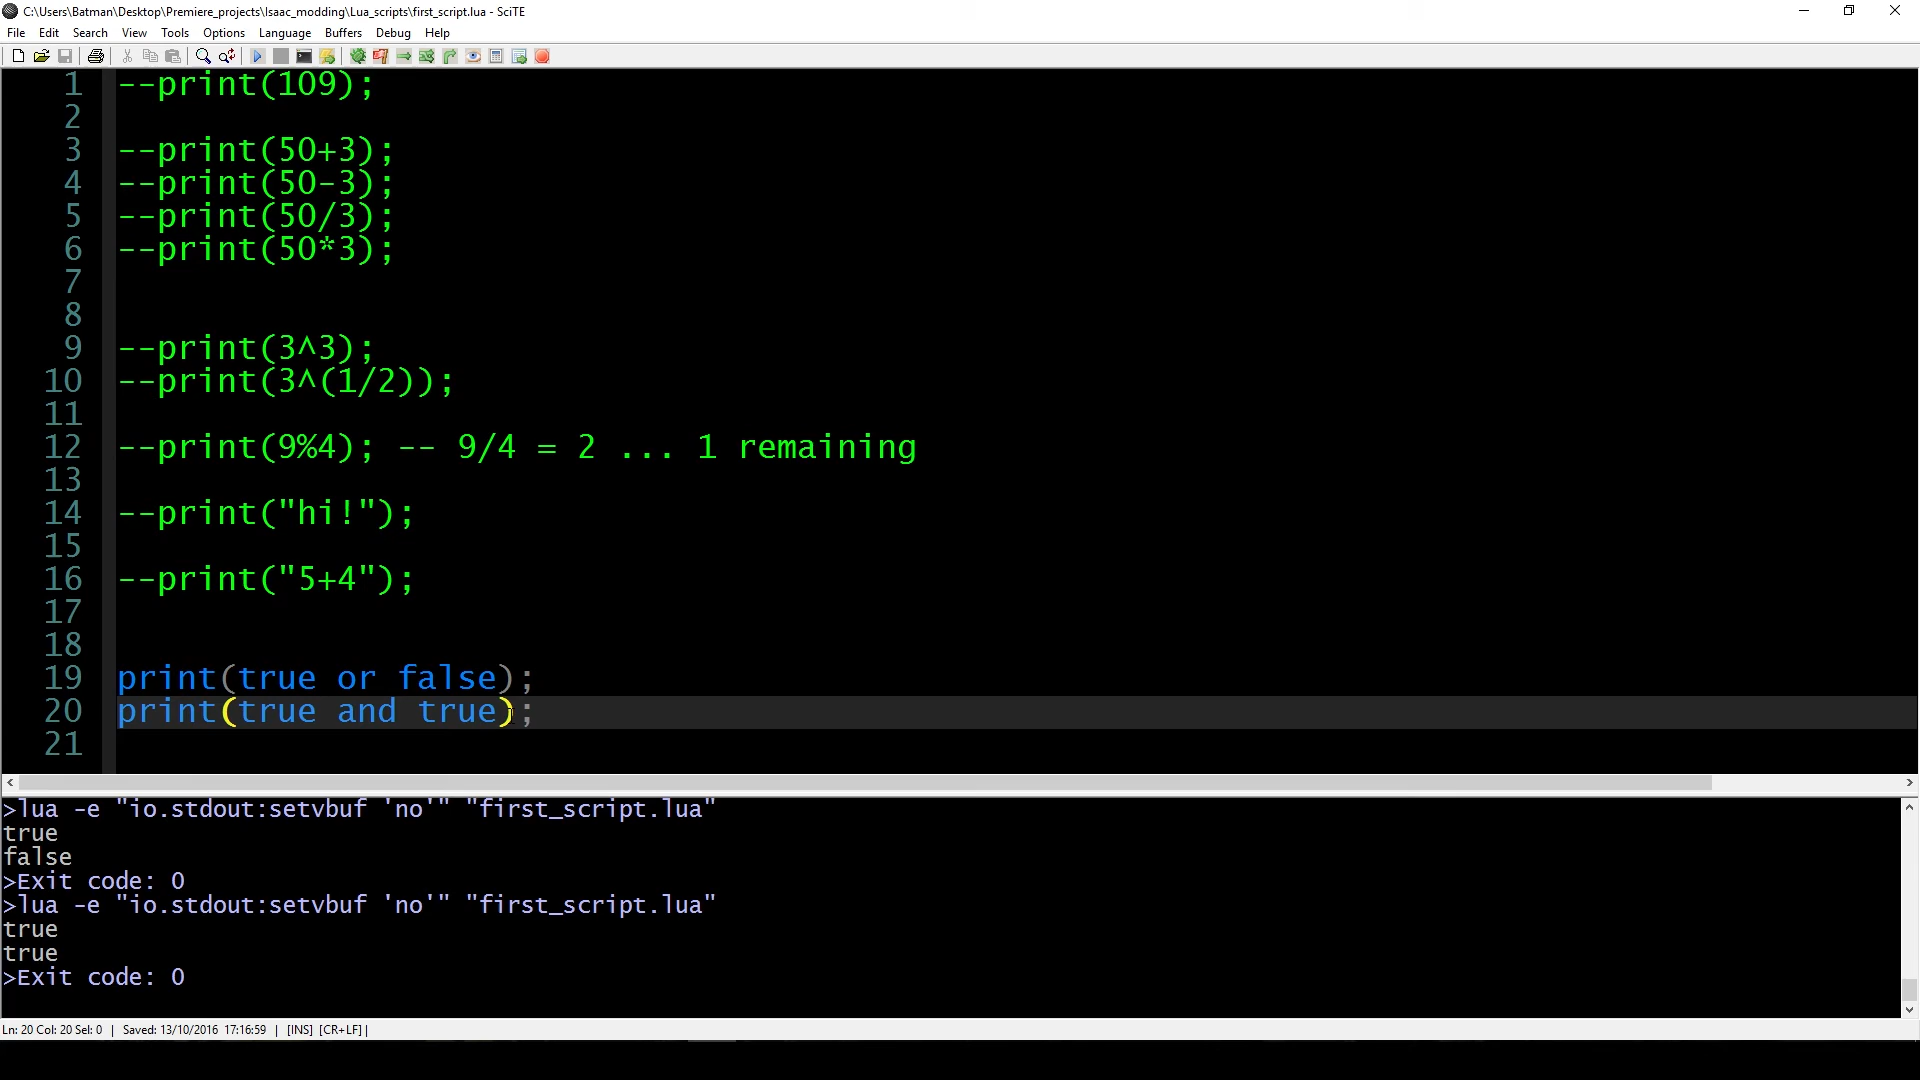 C:\Users\Batman\Desktop\Premiere_projects\Isaac_modding\Lua_scripts\first_script.lua - SciTE
File Edit Search View Tools Options Language Buffers Debug Help
1 --print(109);
2
3 --print(50+3);
4 --print(50-3);
5 --print(50/3);
6 --print(50*3);
7
8
9 --print(3^3);
10 --print(3^(1/2));
11
12 --print(9%4); -- 9/4 = 2 ... 1 remaining
13
14 --print("hi!");
15
16 --print("5+4");
17
18
19 print(true or false);
20 print(true and true);
21
>lua -e "io.stdout:setvbuf 'no'" "first_script.lua"
true
false
>Exit code: 0
>lua -e "io.stdout:setvbuf 'no'" "first_script.lua"
true
true
>Exit code: 0
Ln: 20 Col: 20 Sel: 0 | Saved: 13/10/2016 17:16:59 | [INS] [CR+LF] |